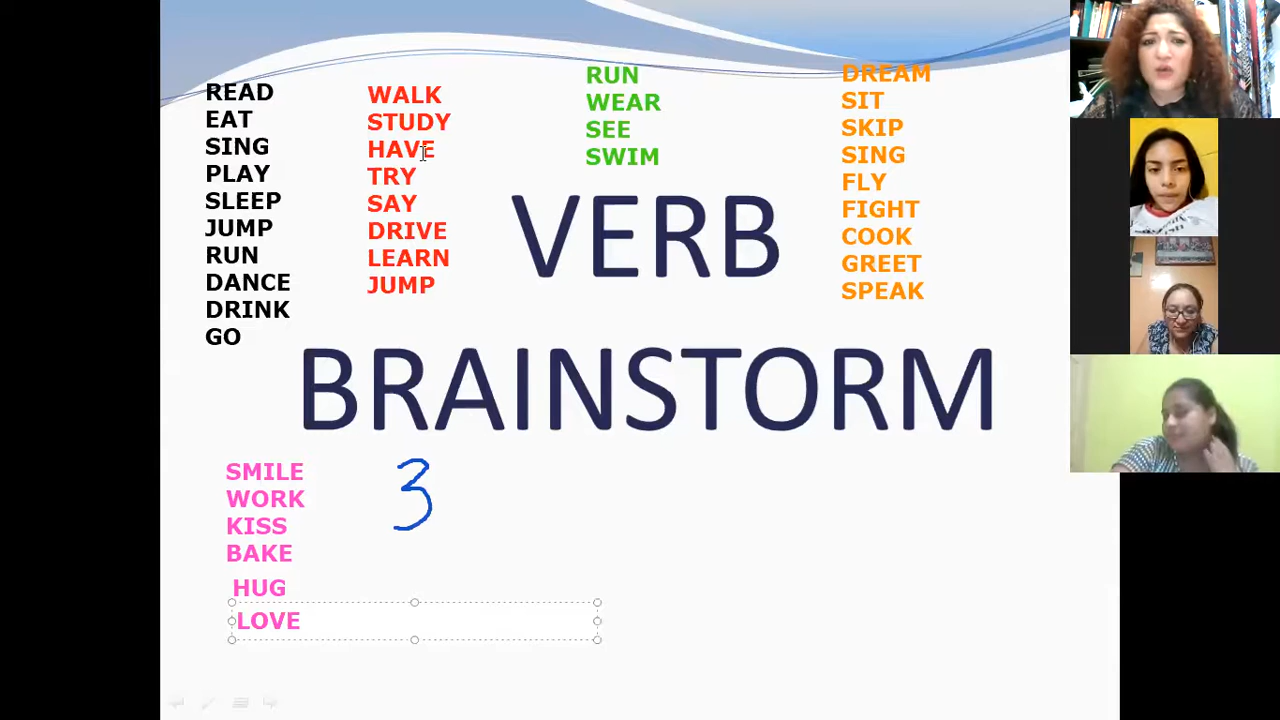 READ
EAT
SING
PLAY
SLEEP
JUMP
RUN
DANCE
DRINK
GO
WALK
STUDY
HAVE
TRY
SAY
DRIVE
LEARN
JUMP
RUN
WEAR
SEE
SWIM
DREAM
SIT
SKIP
SING
FLY
FIGHT
COOK
GREET
SPEAK
VERB
BRAINSTORM
SMILE
WORK
KISS
BAKE
HUG
LOVE
3